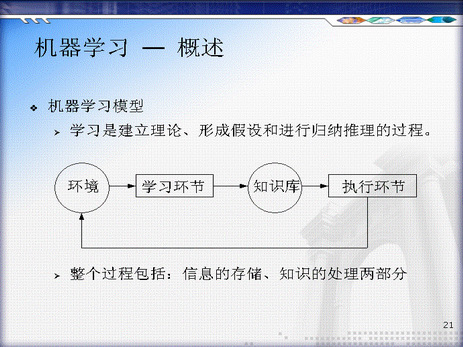 机器学习 — 概述
机器学习模型
学习是建立理论、形成假设和进行归纳推理的过程。
环境
学习环节
知识库
执行环节
整个过程包括：信息的存储、知识的处理两部分
21